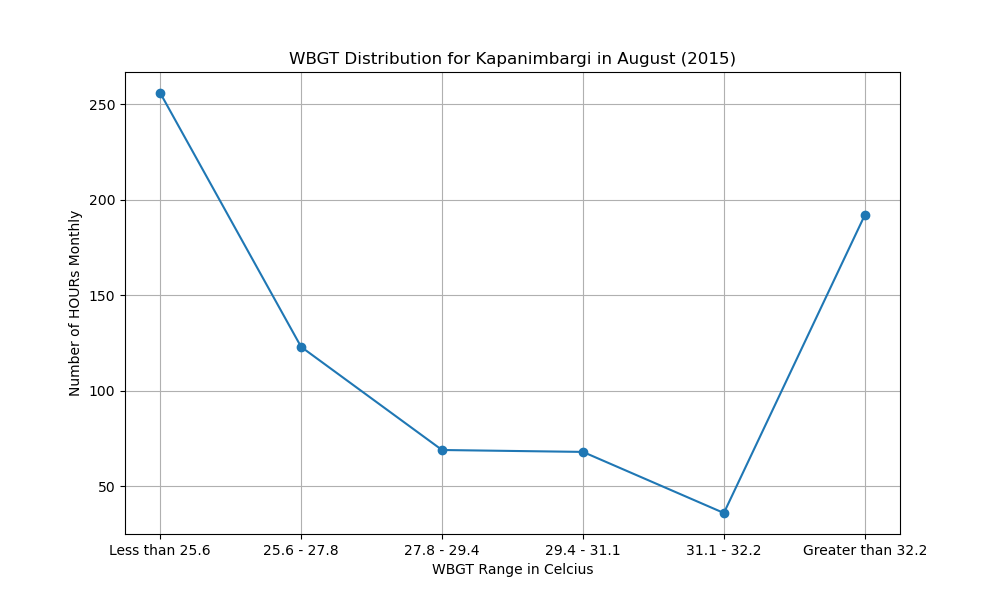 WBGT Distribution for Kapanimbargi in August (2015)
Number of HOURs Monthly
250
200
150
100
50
Less than 25.6
25.6 - 27.8
27.8 - 29.4
29.4 - 31.1
31.1 - 32.2
Greater than 32.2
WBGT Range in Celcius